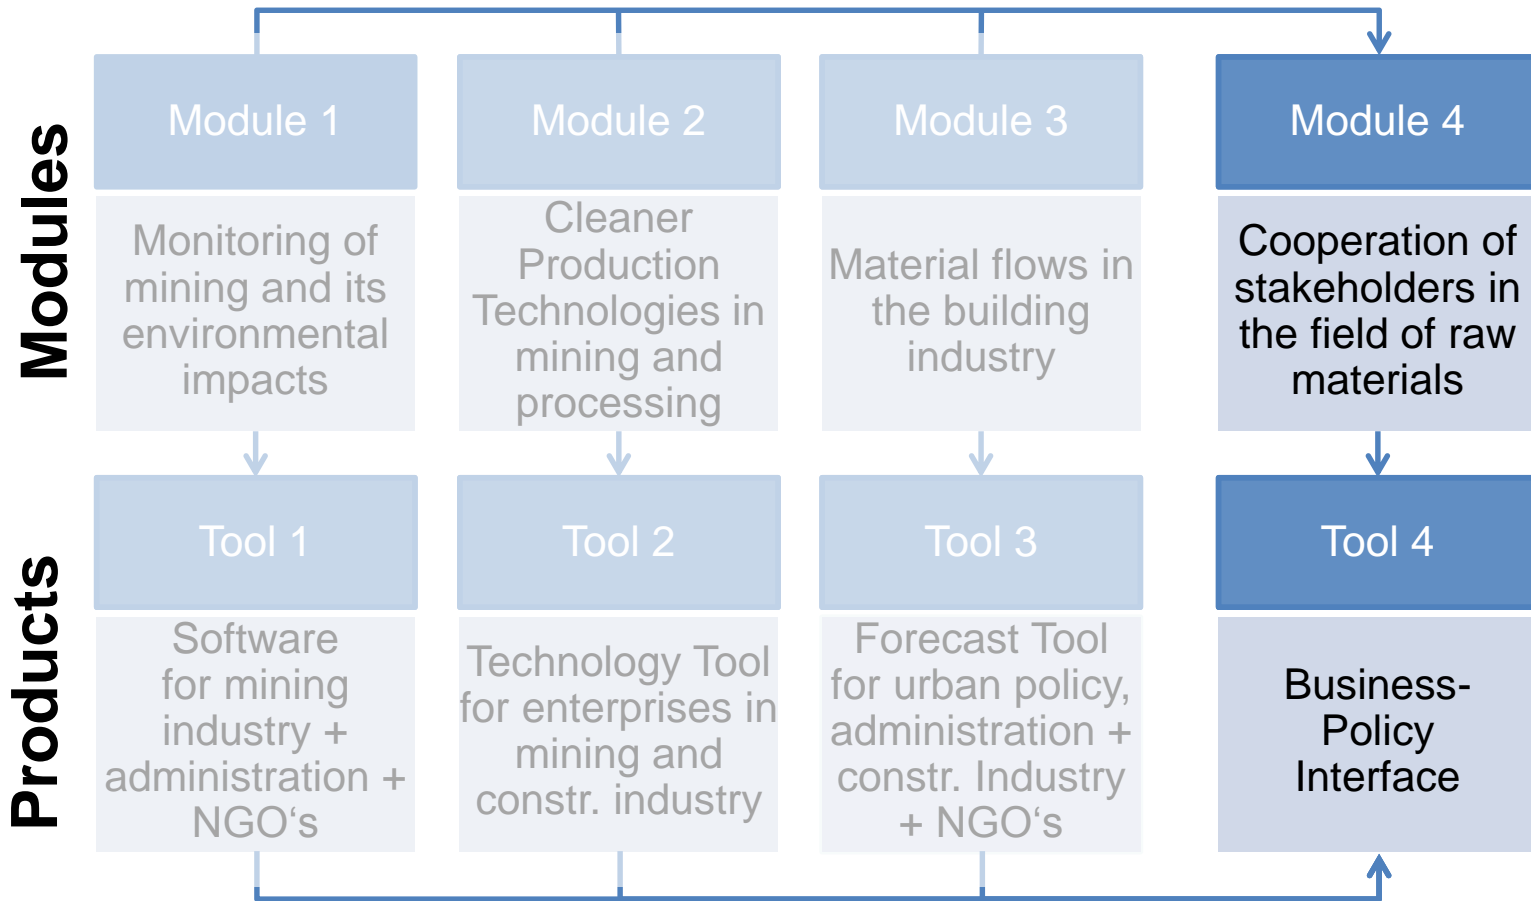 Modules
Module 1
Module 2
Module 3
Module 4
Monitoring of
mining and its
environmental
impacts
Cleaner
Production
Technologies in
mining and
processing
Material flows in
the building
industry
Cooperation of
stakeholders in
the field of raw
materials
Products
Tool 1
Tool 2
Tool 3
Tool 4
Software
for mining
industry +
administration +
NGO‘s
Technology Tool
for enterprises in
mining and
constr. industry
Forecast Tool
for urban policy,
administration +
constr. Industry
+ NGO‘s
Business-
Policy
Interface